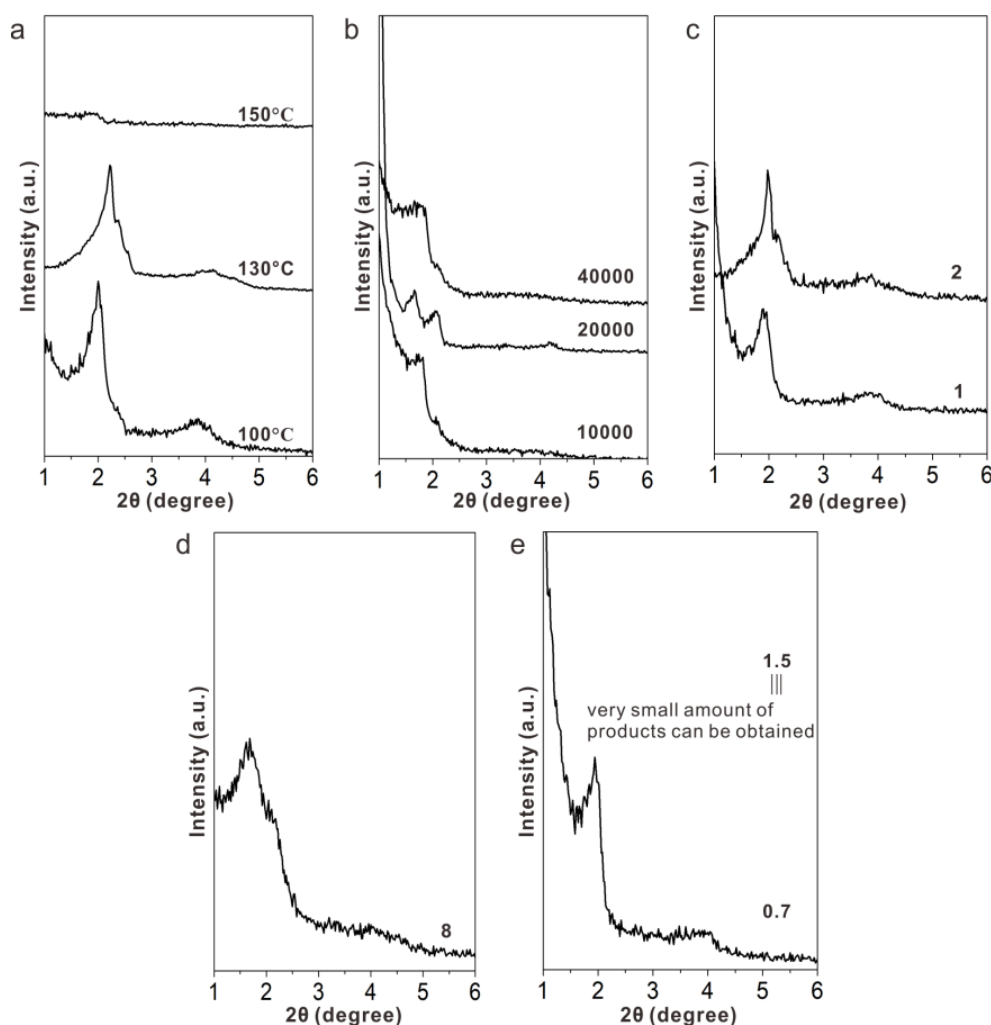 a
Intensity (a.u.)
150°C
130°C
100°C
1 2 3 4 5 6
2θ (degree)
b
Intensity (a.u.)
40000
20000
10000
1 2 3 4 5 6
2θ (degree)
c
Intensity (a.u.)
2
1
1 2 3 4 5 6
2θ (degree)
d
Intensity (a.u.)
8
1 2 3 4 5 6
2θ (degree)
e
Intensity (a.u.)
1.5
very small amount of
products can be obtained
0.7
1 2 3 4 5 6
2θ (degree)